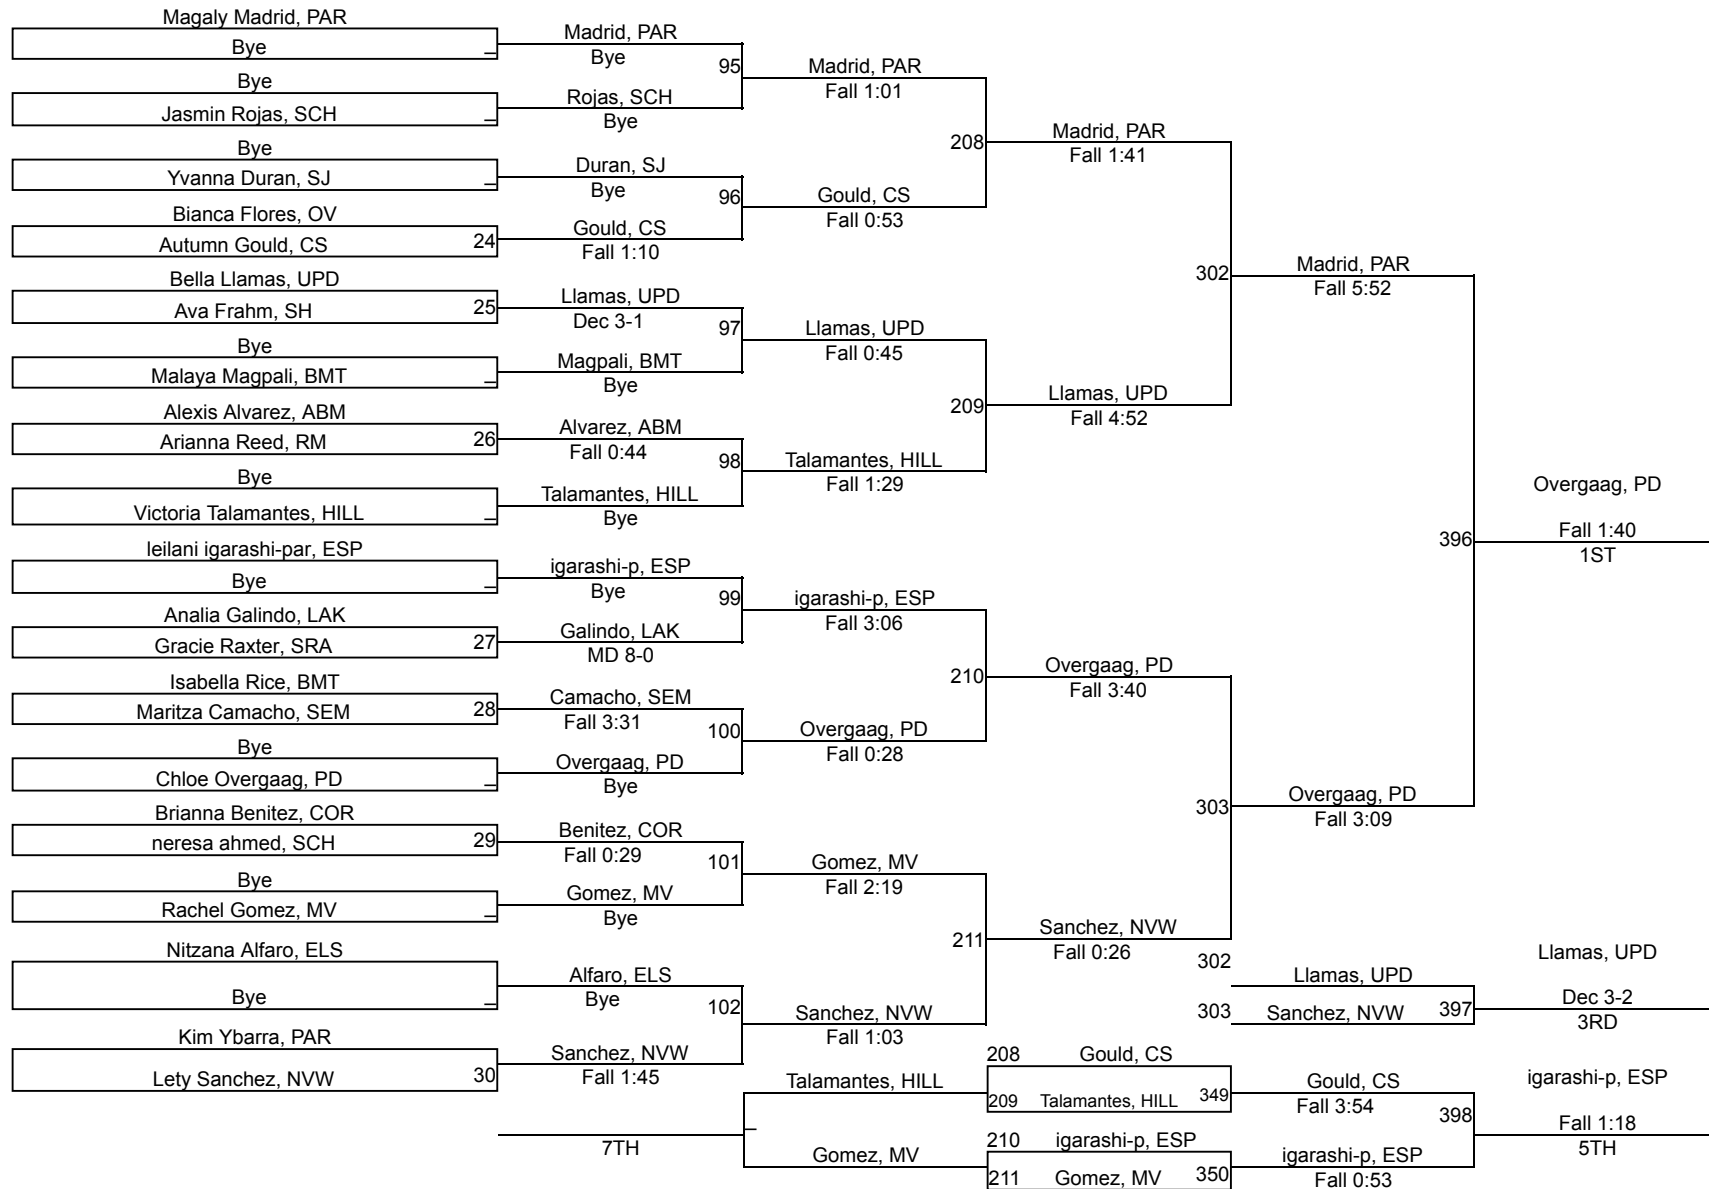 Magaly Madrid, PAR
Bye
Bye
Jasmin Rojas, SCH
Bye
Yvanna Duran, SJ
Bianca Flores, OV
Autumn Gould, CS 24
Bella Llamas, UPD
Ava Frahm, SH 25
Bye
Malaya Magpali, BMT
Alexis Alvarez, ABM
Arianna Reed, RM 26
Bye
Victoria Talamantes, HILL
leilani igarashi-par, ESP
Bye
Analia Galindo, LAK
Gracie Raxter, SRA 27
Isabella Rice, BMT
Maritza Camacho, SEM 28
Bye
Chloe Overgaag, PD
Brianna Benitez, COR
neresa ahmed, SCH 29
Bye
Rachel Gomez, MV
Nitzana Alfaro, ELS
Bye
Kim Ybarra, PAR
Lety Sanchez, NVW 30
Madrid, PAR
Bye
95
Rojas, SCH
Bye
Duran, SJ
Bye
96
Gould, CS
Fall 1:10
Llamas, UPD
Dec 3-1
97
Magpali, BMT
Bye
Alvarez, ABM
Fall 0:44
98
Talamantes, HILL
Bye
igarashi-p, ESP
Bye
99
Galindo, LAK
MD 8-0
Camacho, SEM
Fall 3:31
100
Overgaag, PD
Bye
Benitez, COR
Fall 0:29
101
Gomez, MV
Bye
Alfaro, ELS
Bye
102
Sanchez, NVW
Fall 1:45
7TH
Madrid, PAR
Fall 1:01
208
Gould, CS
Fall 0:53
Llamas, UPD
Fall 0:45
209
Talamantes, HILL
Fall 1:29
igarashi-p, ESP
Fall 3:06
210
Overgaag, PD
Fall 0:28
Gomez, MV
Fall 2:19
211
Sanchez, NVW
Fall 1:03
Talamantes, HILL
Gomez, MV
Madrid, PAR
Fall 1:41
302
Llamas, UPD
Fall 4:52
Overgaag, PD
Fall 3:40
303
Sanchez, NVW
Fall 0:26
208 Gould, CS
209 Talamantes, HILL 349
210 igarashi-p, ESP
211 Gomez, MV 350
Madrid, PAR
Fall 5:52
396
Overgaag, PD
Fall 3:09
302 Llamas, UPD
303 Sanchez, NVW 397
Gould, CS
Fall 3:54
398
igarashi-p, ESP
Fall 0:53
Overgaag, PD
Fall 1:40
1ST
Llamas, UPD
Dec 3-2
3RD
igarashi-p, ESP
Fall 1:18
5TH